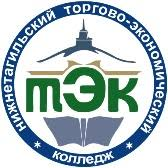 НИЖНЕТАГИЛЬСКИЙ ТОРГОВО-ЭКОНОМИЧЕСКИЙ
тЭК
КОЛЛЕДЖ